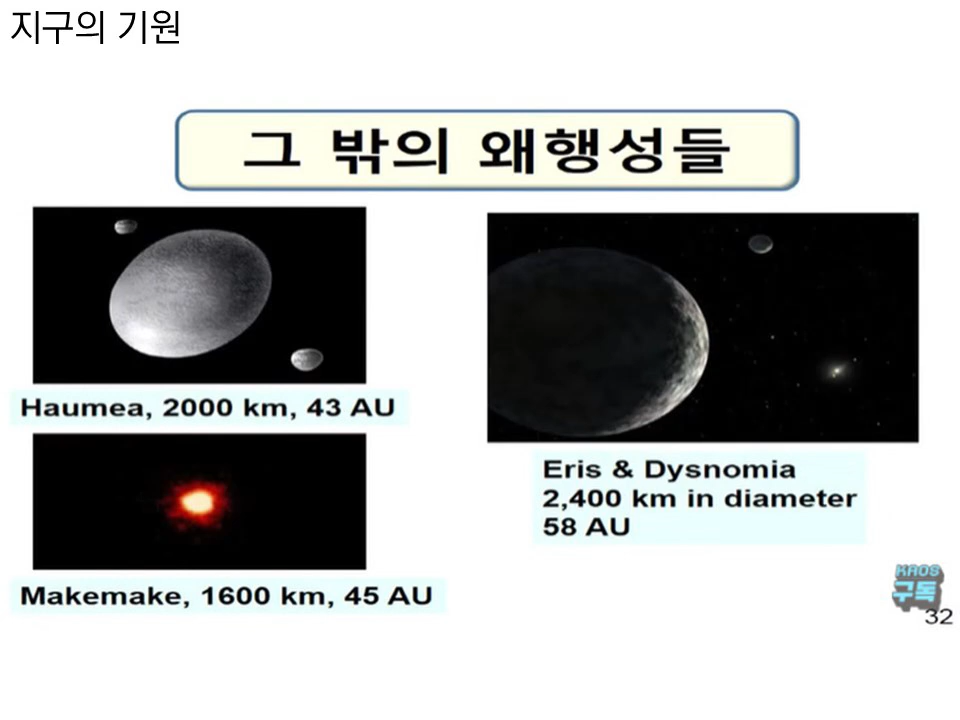 지구의 기원
그 밖의 왜행성들
Haumea, 2000 km, 43 AU
Makemake, 1600 km, 45 AU
Eris & Dysnomia
2,400 km in diameter
58 AU
KAOS
구독
32